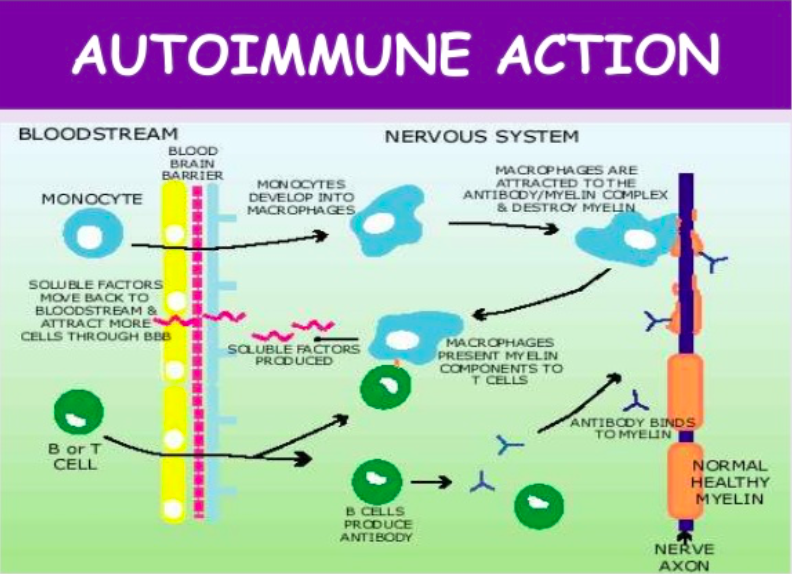 AUTOIMMUNE ACTION
BLOODSTREAM
NERVOUS SYSTEM
BLOOD
BRAIN
BARRIER
MONOCYTE
MONOCYTES
DEVELOP INTO
MACROPHAGES
MACROPHAGES ARE
ATTRACTED TO THE
ANTIBODY/MYELIN COMPLEX
& DESTROY MYELIN
SOLUBLE FACTORS
MOVE BACK TO
BLOODSTREAM &
ATTRACT MORE
CELLS THROUGH BBB
SOLUBLE FACTORS
PRODUCED
MACROPHAGES
PRESENT MYELIN
COMPONENTS TO
T CELLS
B or T
CELL
ANTIBODY BINDS
TO MYELIN
B CELLS
PRODUCE
ANTIBODY
NORMAL
HEALTHY
MYELIN
NERVE
AXON